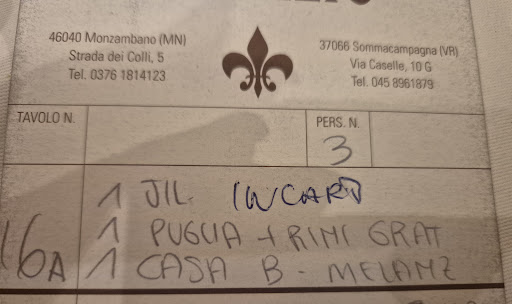 46040 Monzambano (MN)
Strada dei Colli, 5
Tel. 0376 1814123
37066 Sommacampagna (VR)
Via Caselle, 10 G
Tel. 045 8961879
TAVOLO N.
PERS. N.
3
1 JIL. INCART
1 PUGLIA + RIMI GRAT
16A 1 CASA B - MELANZ